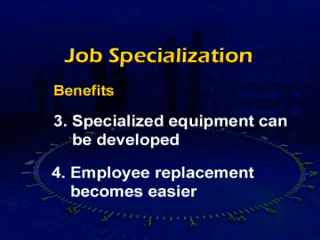 Job Specialization
Benefits
3. Specialized equipment can
be developed
4. Employee replacement
becomes easier